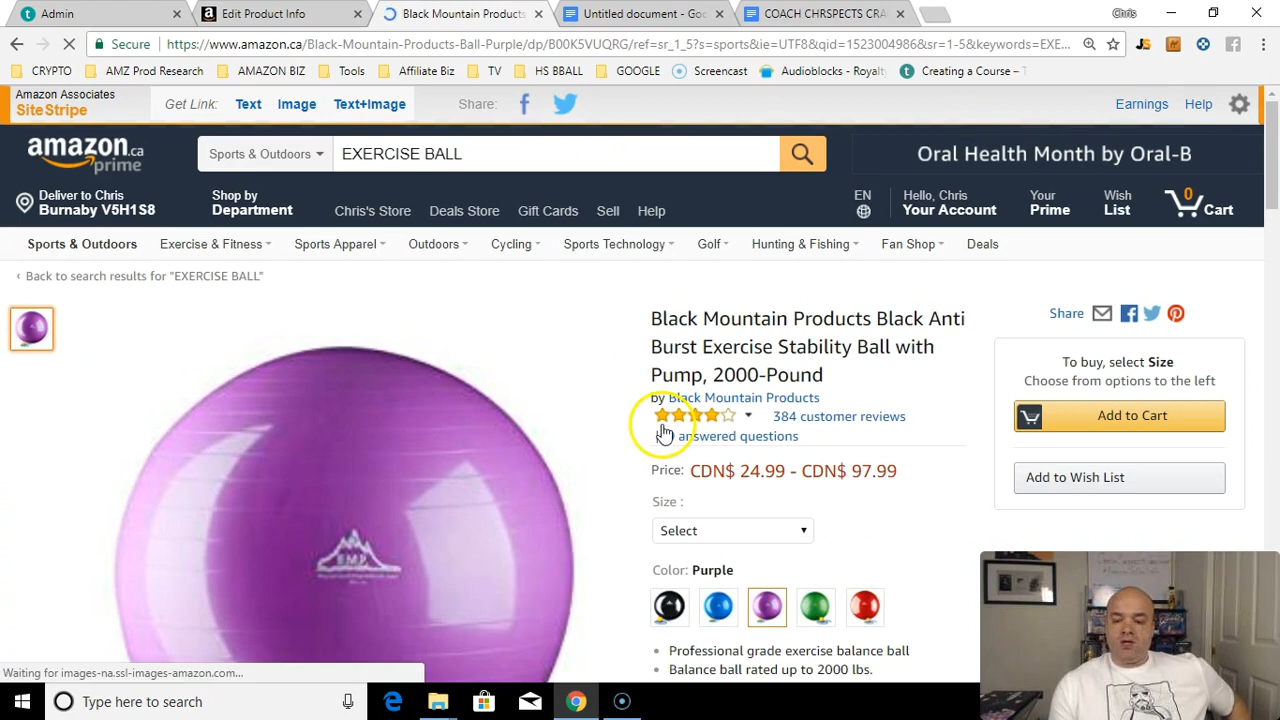 Admin
Edit Product Info
Black Mountain Products
Untitled document - Goo
COACH CHRSPECTS CRA
Chris
Secure
https://www.amazon.ca/Black-Mountain-Products-Ball-Purple/dp/B00K5VUQRG/ref=sr_1_5?s=sports&ie=UTF8&qid=1523004986&sr=1-5&keywords=EXE...
CRYPTO
AMZ Prod Research
AMAZON BIZ
Tools
Affiliate Biz
TV
HS BBALL
GOOGLE
Screencast
Audioblocks - Royalty
Creating a Course – T
Amazon Associates
SiteStripe
Get Link: Text Image Text+Image
Share:
Earnings
Help
amazon.ca
prime
Sports & Outdoors
EXERCISE BALL
Oral Health Month by Oral-B
Deliver to Chris
Burnaby V5H1S8
Shop by
Department
Chris's Store
Deals Store
Gift Cards
Sell
Help
EN
Hello, Chris
Your Account
Your
Prime
Wish
List
0
Cart
Sports & Outdoors
Exercise & Fitness
Sports Apparel
Outdoors
Cycling
Sports Technology
Golf
Hunting & Fishing
Fan Shop
Deals
‹ Back to search results for "EXERCISE BALL"
Black Mountain Products Black Anti
Burst Exercise Stability Ball with
Pump, 2000-Pound
by Black Mountain Products
384 customer reviews
answered questions
Price: CDN$ 24.99 - CDN$ 97.99
Size :
Select
Color: Purple
Professional grade exercise balance ball
Balance ball rated up to 2000 lbs.
Share
To buy, select Size
Choose from options to the left
Add to Cart
Add to Wish List
BMP
Waiting for images-na.ssl-images-amazon.com...
Type here to search